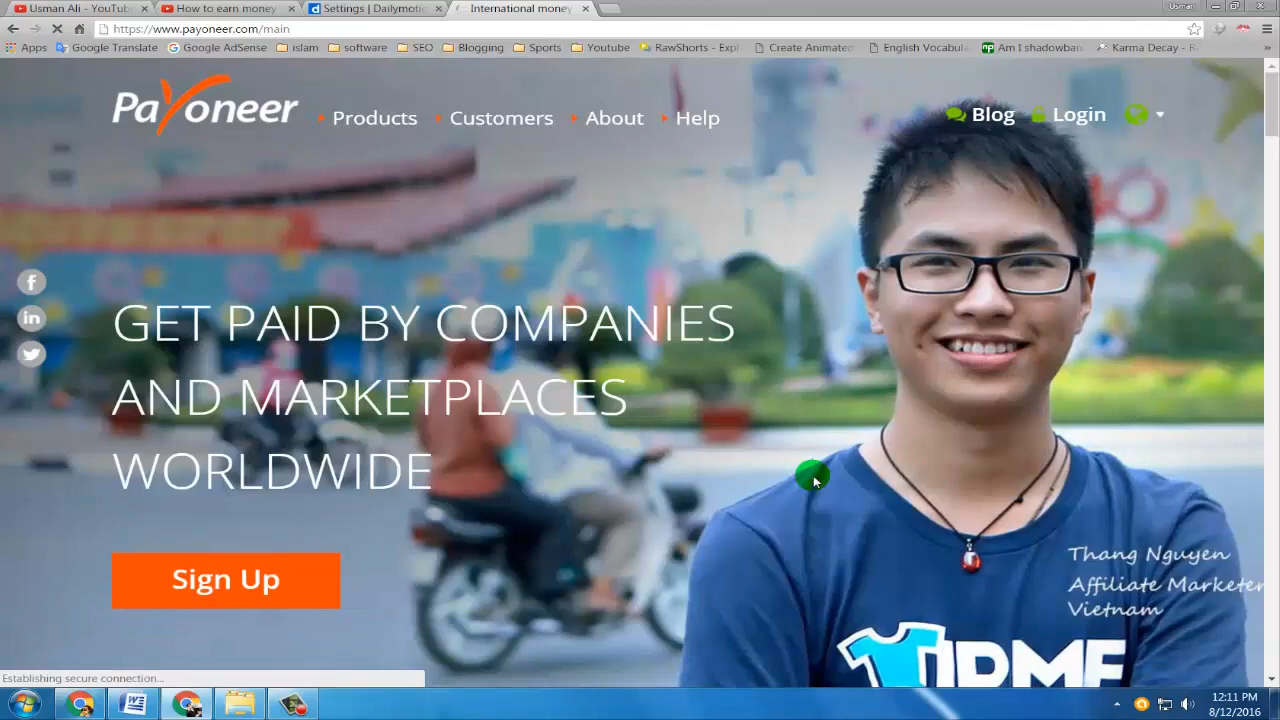 Usman Ali - YouTub
How to earn money
Settings | Dailymotic
International money
Usman
https://www.payoneer.com/main
Apps
Google Translate
Google AdSense
islam
software
SEO
Blogging
Sports
Youtube
RawShorts - Expl
Create Animated
English Vocabula
Am I shadowban
Karma Decay - R
Payoneer
Products
Customers
About
Help
Blog
Login
GET PAID BY COMPANIES
AND MARKETPLACES
WORLDWIDE
Sign Up
Thang Nguyen
Affiliate Marketer
Vietnam
Establishing secure connection...
12:11 PM
8/12/2016